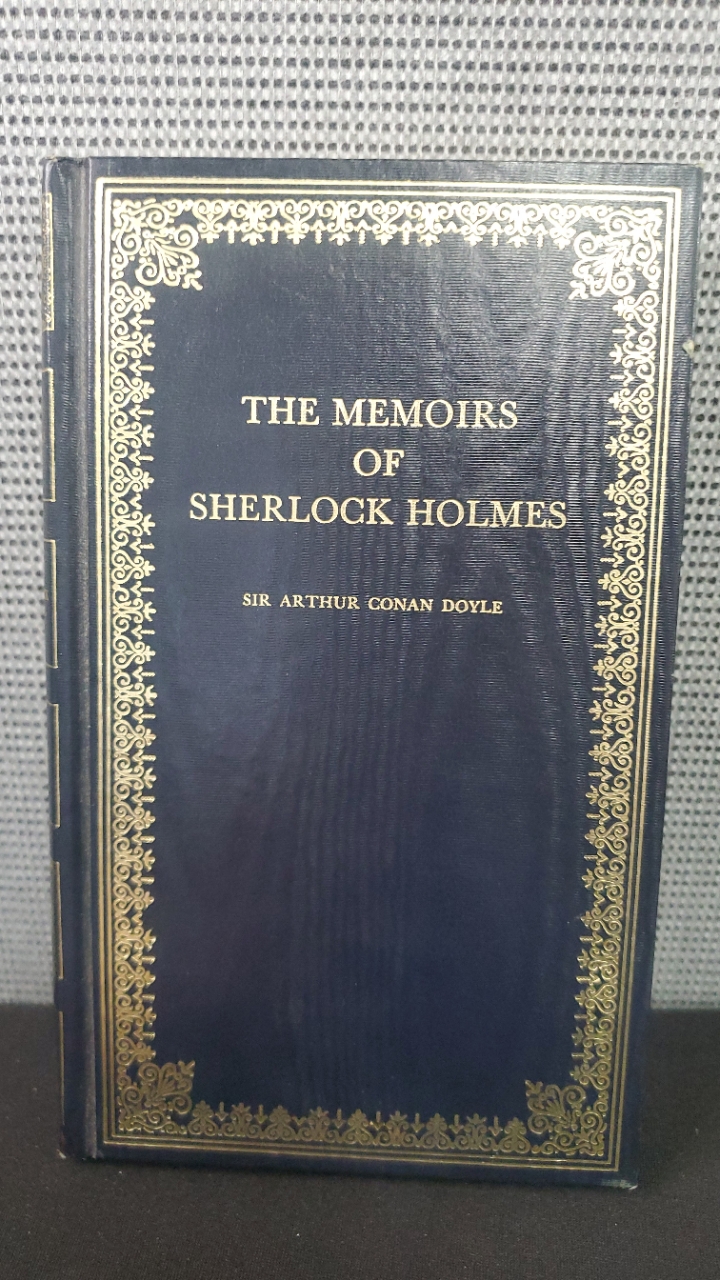 THE MEMOIRS
OF
SHERLOCK HOLMES
SIR ARTHUR CONAN DOYLE